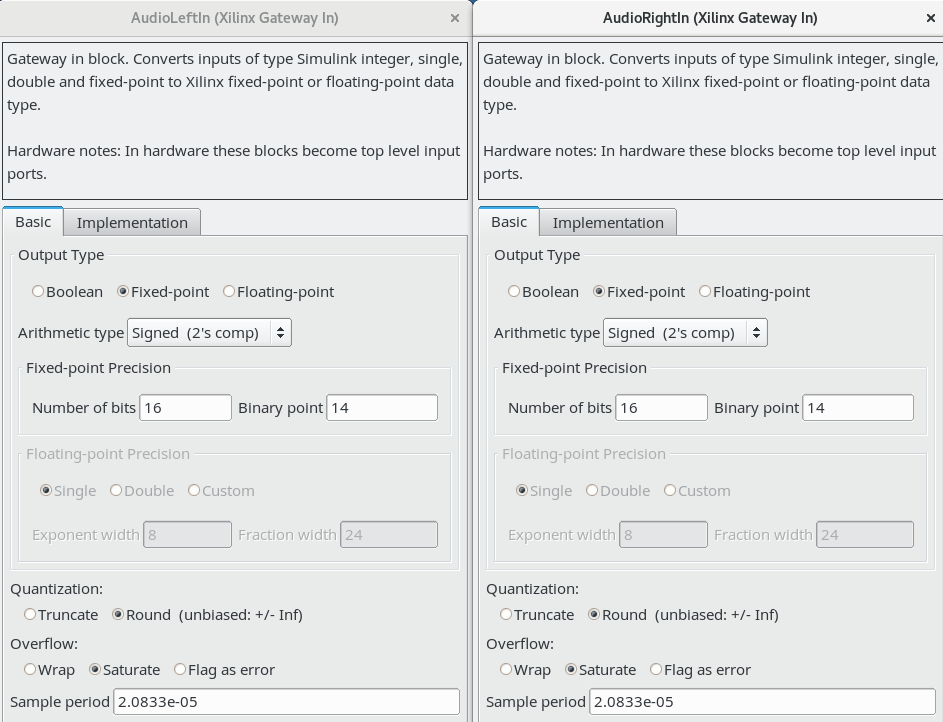 AudioLeftIn (Xilinx Gateway In) ×
Gateway in block. Converts inputs of type Simulink integer, single,
double and fixed-point to Xilinx fixed-point or floating-point data
type.
Hardware notes: In hardware these blocks become top level input
ports.
Basic Implementation
Output Type
Boolean Fixed-point Floating-point
Arithmetic type Signed (2's comp)
Fixed-point Precision
Number of bits 16 Binary point 14
Floating-point Precision
Single Double Custom
Exponent width 8 Fraction width 24
Quantization:
Truncate Round (unbiased: +/- Inf)
Overflow:
Wrap Saturate Flag as error
Sample period 2.0833e-05
AudioRightIn (Xilinx Gateway In) ×
Gateway in block. Converts inputs of type Simulink integer, single,
double and fixed-point to Xilinx fixed-point or floating-point data
type.
Hardware notes: In hardware these blocks become top level input
ports.
Basic Implementation
Output Type
Boolean Fixed-point Floating-point
Arithmetic type Signed (2's comp)
Fixed-point Precision
Number of bits 16 Binary point 14
Floating-point Precision
Single Double Custom
Exponent width 8 Fraction width 24
Quantization:
Truncate Round (unbiased: +/- Inf)
Overflow:
Wrap Saturate Flag as error
Sample period 2.0833e-05